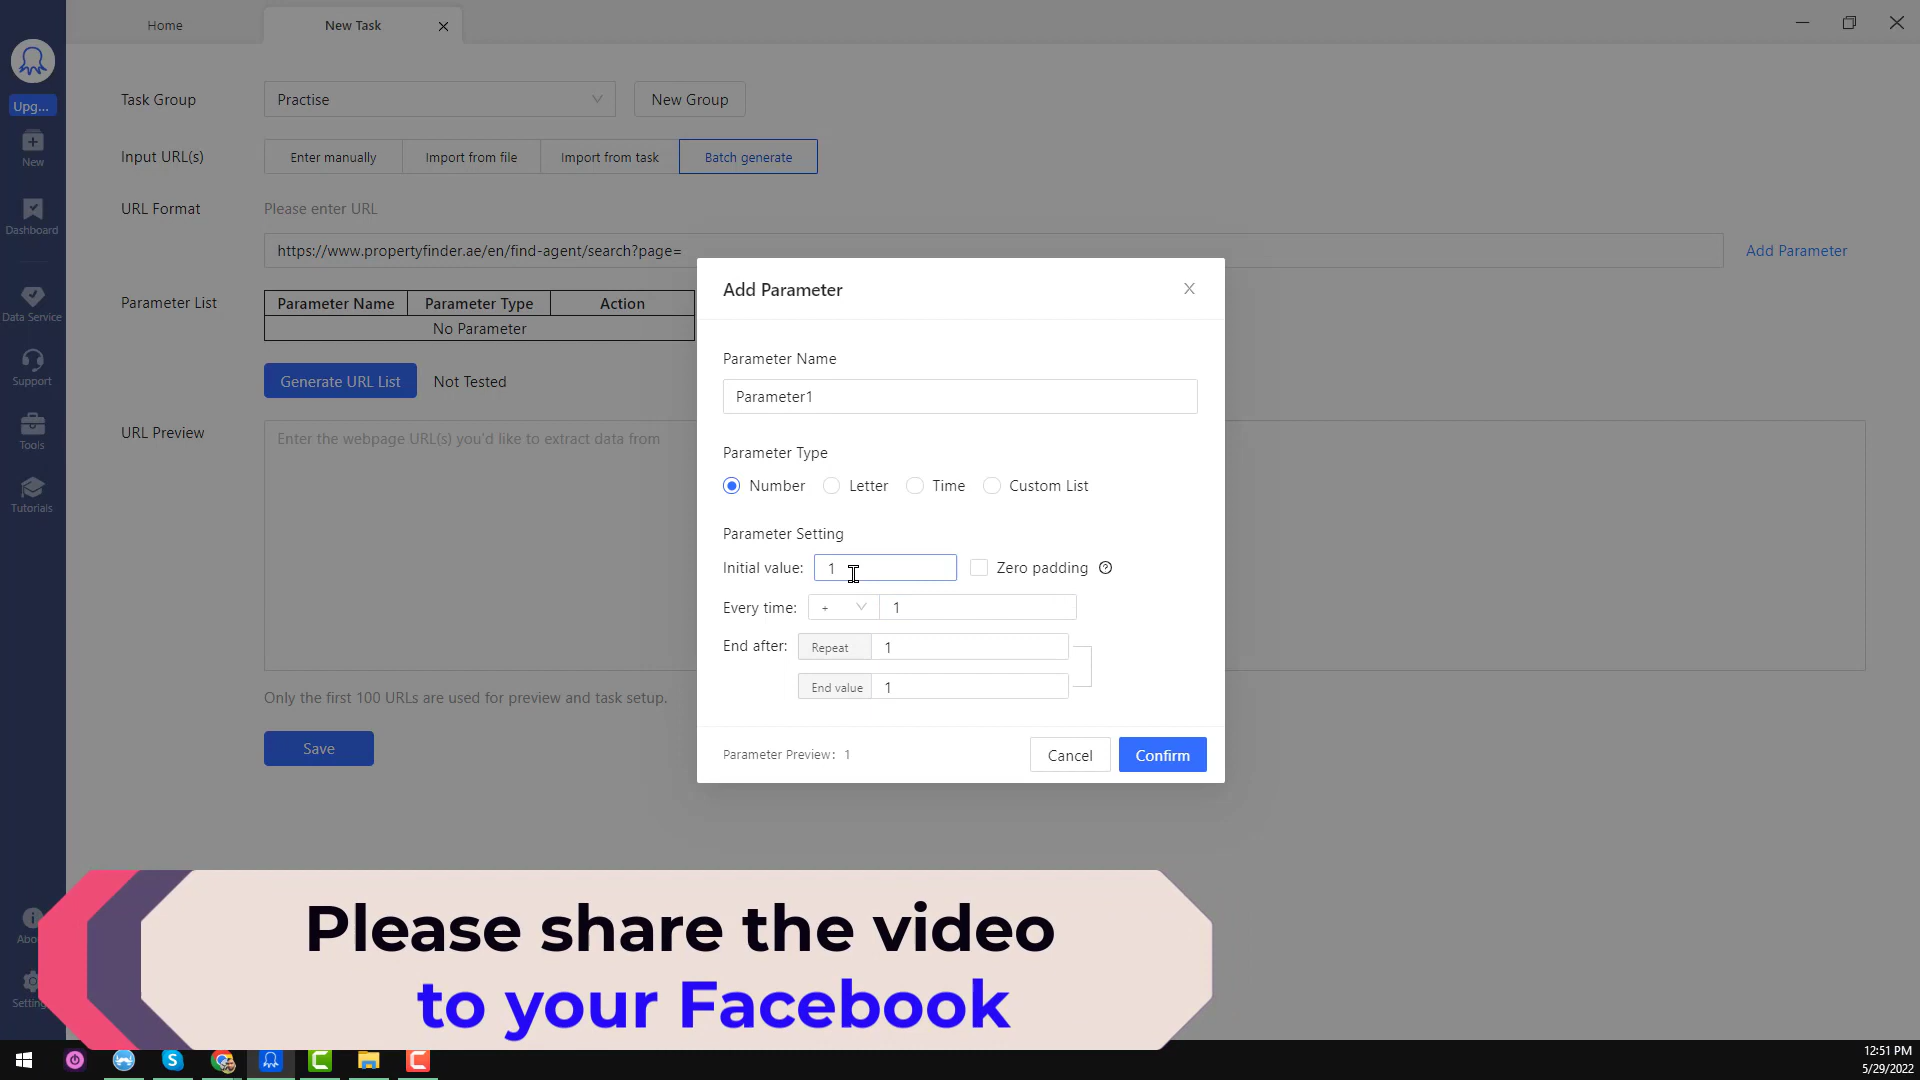 Home
New Task
Upg...
New
Dashboard
Data Service
Support
Tools
Tutorials
Task Group
Practise
New Group
Input URL(s)
Enter manually
Import from file
Import from task
Batch generate
URL Format
Please enter URL
https://www.propertyfinder.ae/en/find-agent/search?page=
Add Parameter
Parameter List
Parameter Name
Parameter Type
Action
No Parameter
Generate URL List
Not Tested
URL Preview
Enter the webpage URL(s) you'd like to extract data from
Only the first 100 URLs are used for preview and task setup.
Save
Add Parameter
Parameter Name
Parameter1
Parameter Type
Number
Letter
Time
Custom List
Parameter Setting
Initial value: 1
Zero padding
Every time: + 1
End after: Repeat 1
End value 1
Parameter Preview: 1
Cancel
Confirm
Please share the video
to your Facebook
12:51 PM
5/29/2022